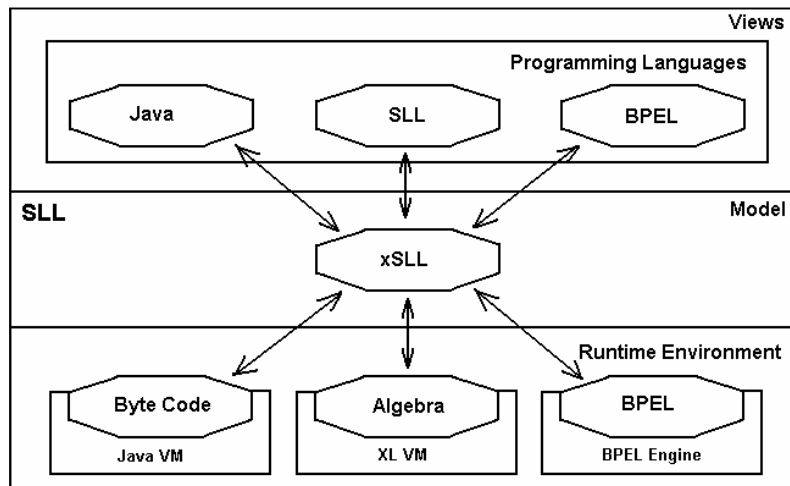 Views
Programming Languages
Java
SLL
BPEL
SLL
Model
xSLL
Runtime Environment
Byte Code
Algebra
BPEL
Java VM
XL VM
BPEL Engine